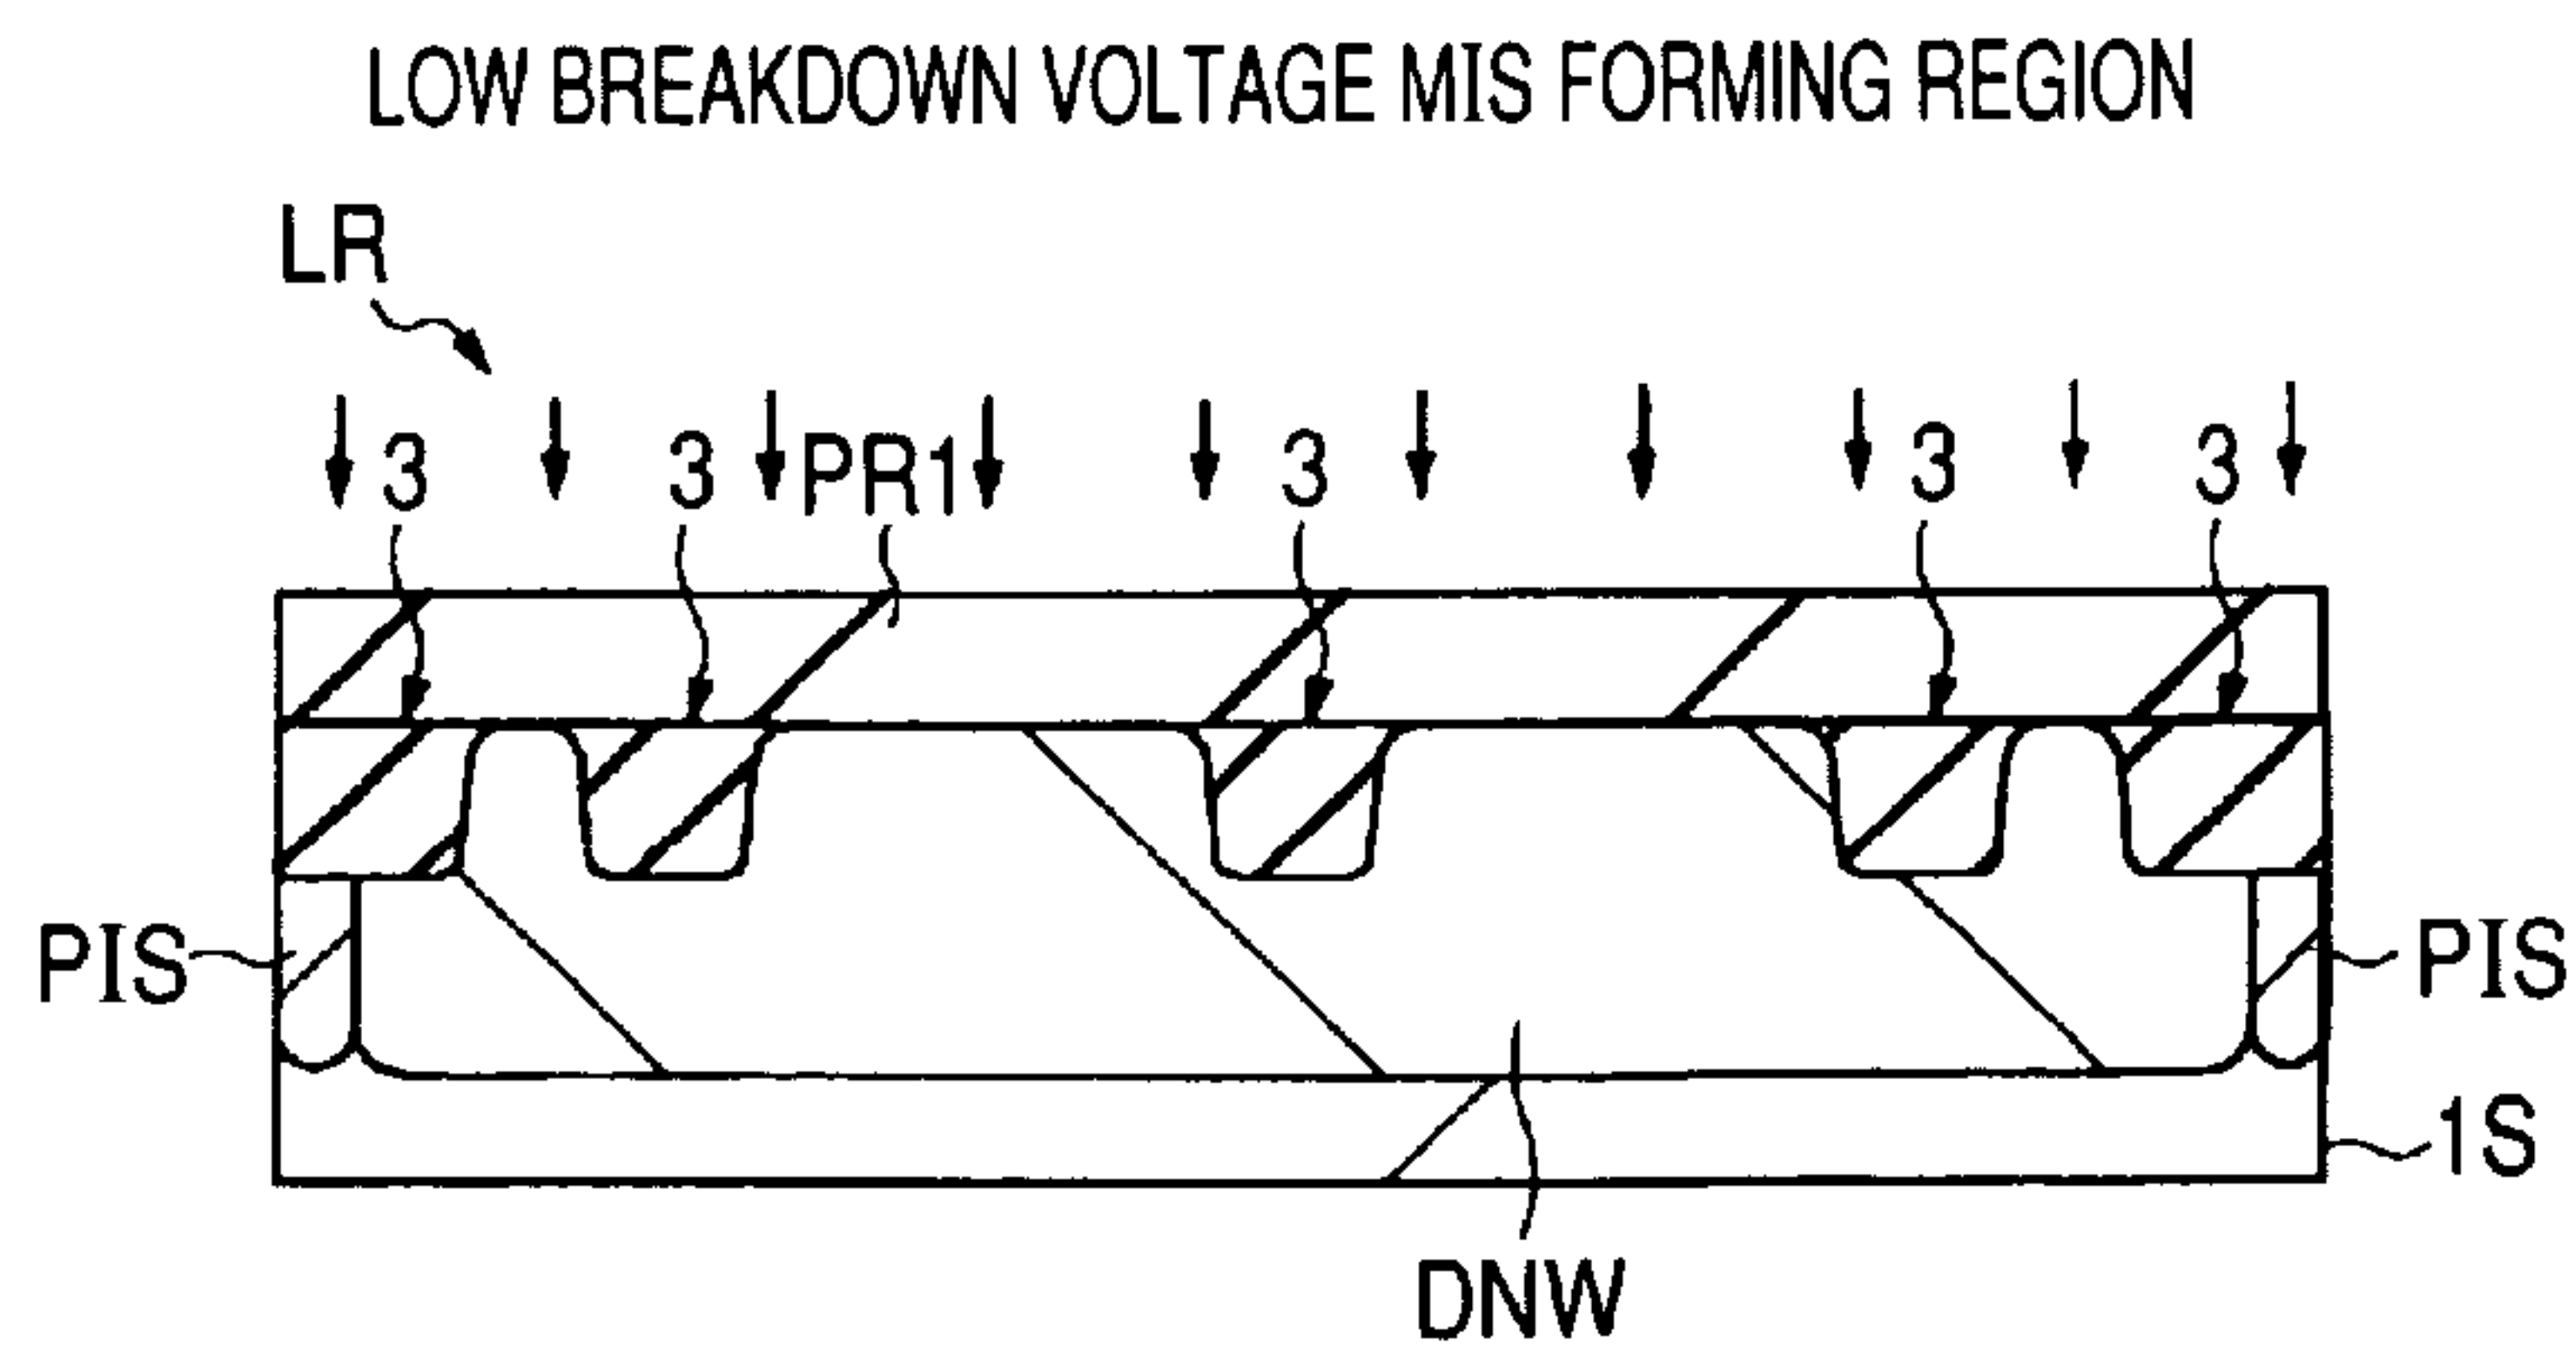 LOW BREAKDOWN VOLTAGE MIS FORMING REGION
LR
3 3 PR1 3 3 3
PIS PIS
1S
DNW